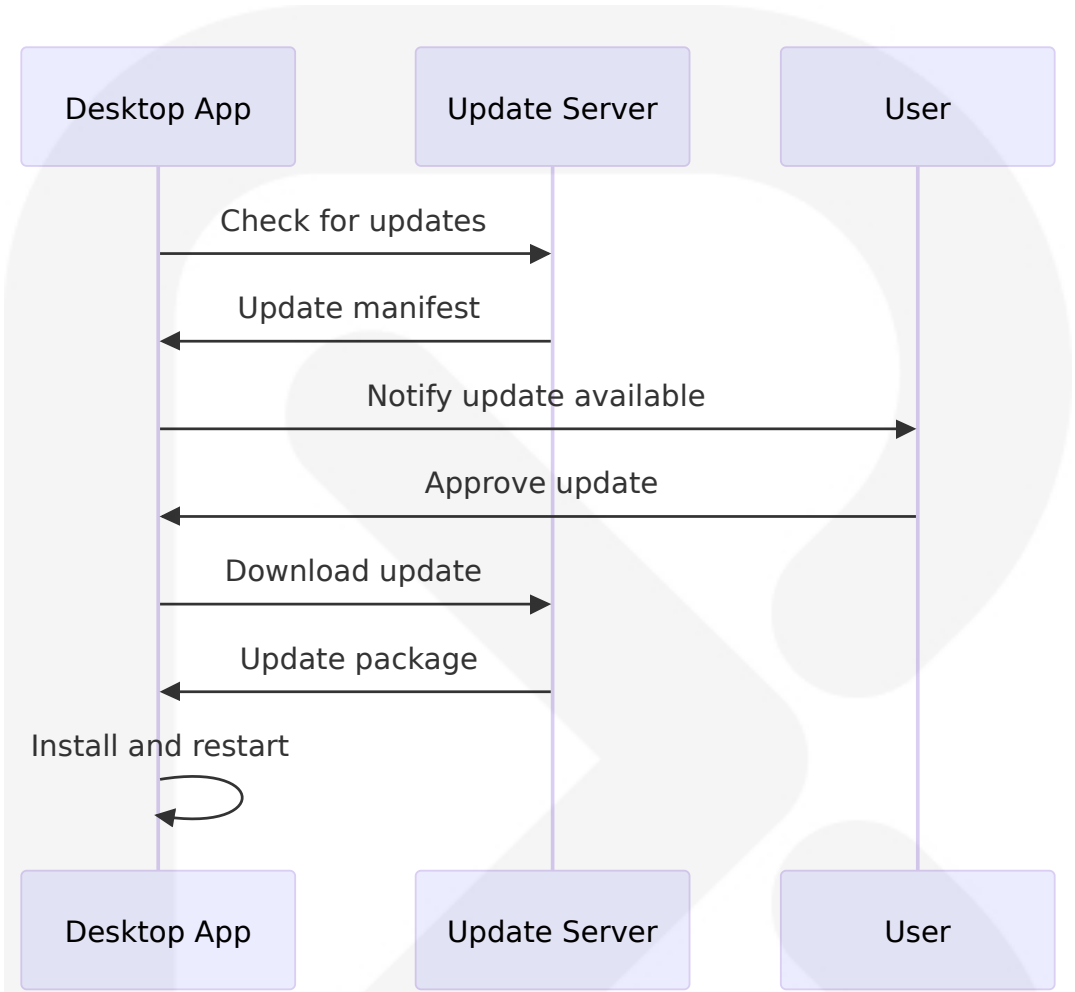 Desktop App
Update Server
User
Check for updates
Update manifest
Notify update available
Approve update
Download update
Update package
Install and restart
Desktop App
Update Server
User